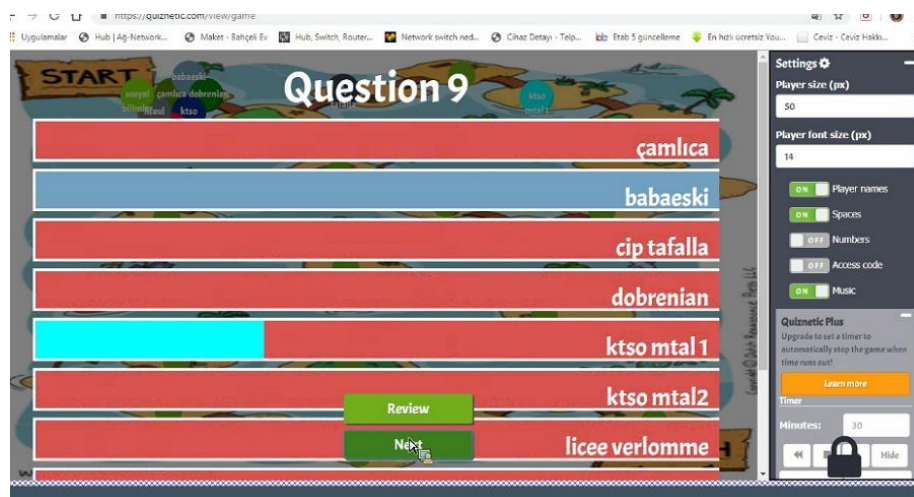 https://quiznetic.com/view/game
Uygulamalar
Hub | Ağ-Network...
Maket - Bahçeli Ev
Hub, Switch, Router...
Network switch ned...
Cihaz Detayı - Telp...
Etab 5 güncelleme
En hızlı ücretsiz You...
Ceviz - Ceviz Hakkı...
START
babaeski
sosyal
çamlıca
dobrenian
bilimler
ktso
ktso
mtal 1
Question 9
çamlıca
babaeski
cip tafalla
dobrenian
ktso mtal 1
ktso mtal2
licee verlomme
Review
Next
Settings
Player size (px)
50
Player font size (px)
14
ON Player names
ON Spaces
OFF Numbers
OFF Access code
ON Music
Quiznetic Plus
Upgrade to set a timer to
automatically stop the game when
time runs out!
Learn more
Timer
Minutes: 30
Hide